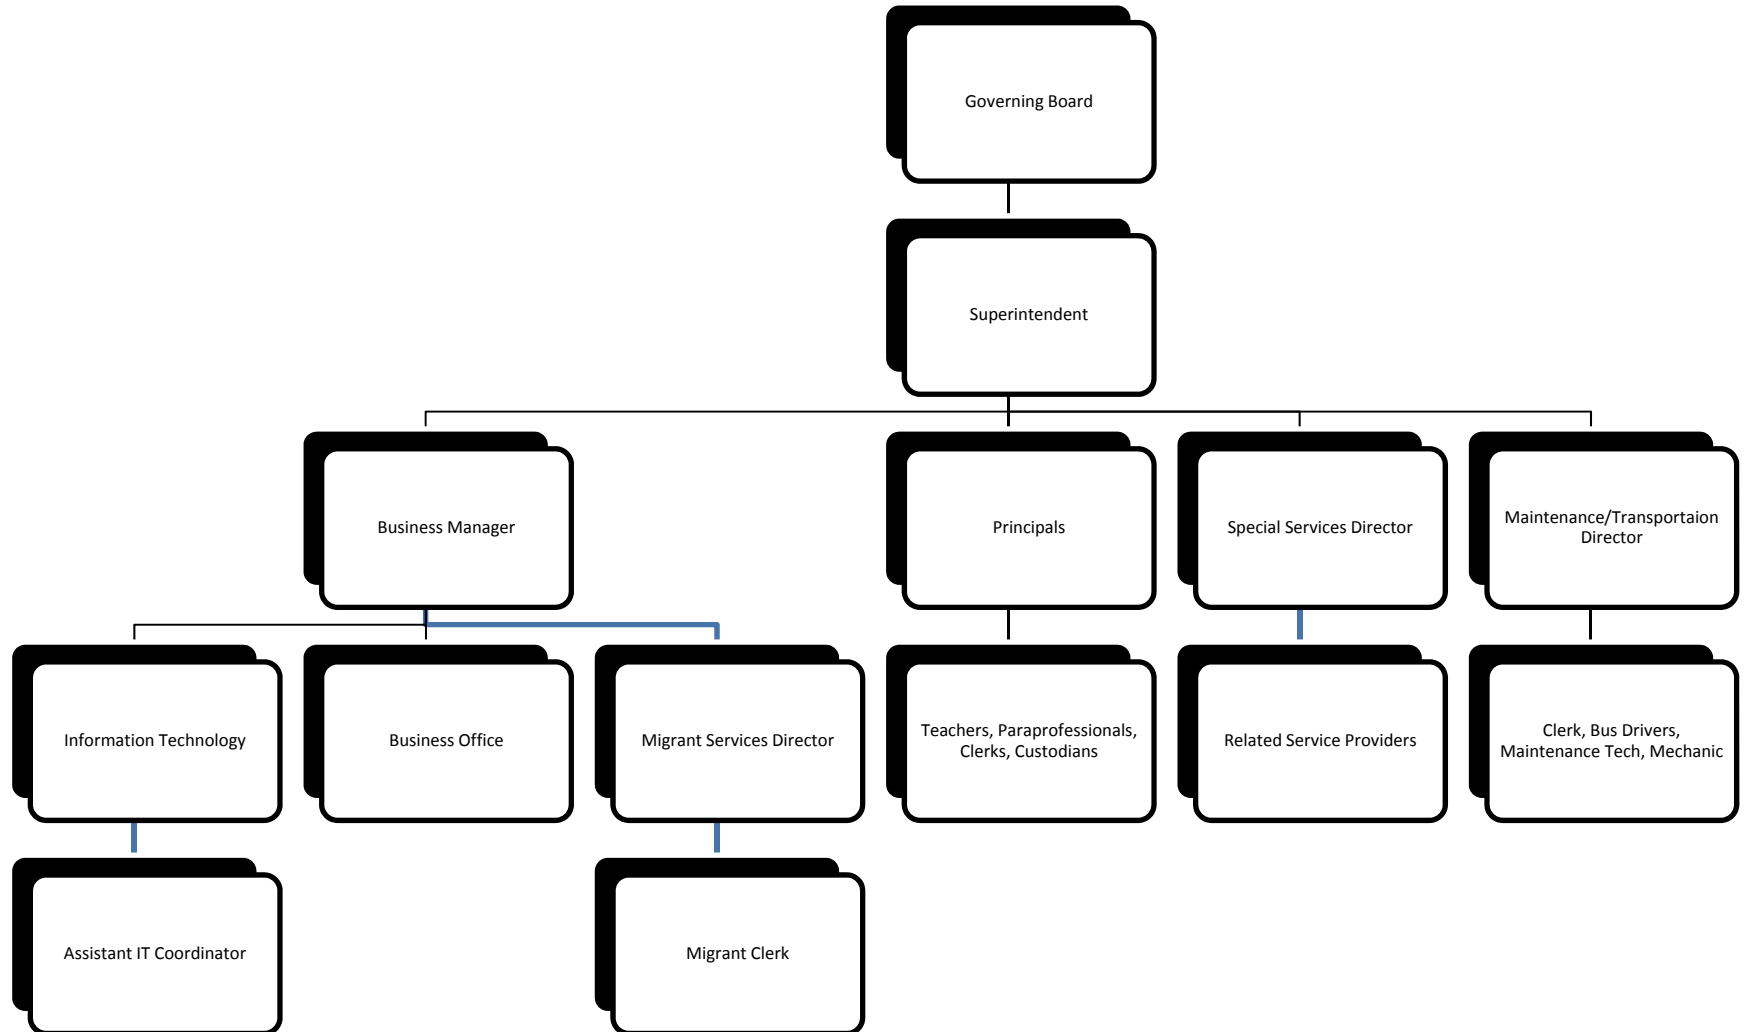 Governing Board
Superintendent
Business Manager
Principals
Special Services Director
Maintenance/Transportaion
Director
Information Technology
Business Office
Migrant Services Director
Teachers, Paraprofessionals,
Clerks, Custodians
Related Service Providers
Clerk, Bus Drivers,
Maintenance Tech, Mechanic
Assistant IT Coordinator
Migrant Clerk